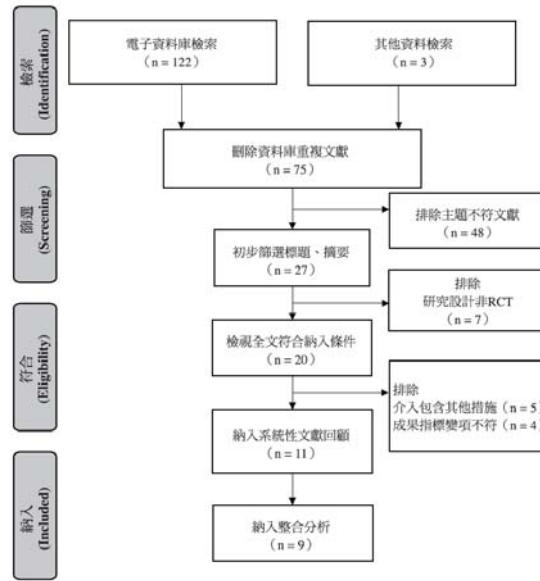 檢索
(Identification)
電子資料庫檢索
（n = 122）
其他資料檢索
（n = 3）
刪除資料庫重複文獻
（n = 75）
篩選
(Screening)
排除主題不符文獻
（n = 48）
初步篩選標題、摘要
（n = 27）
排除
研究設計非RCT
（n = 7）
符合
(Eligibility)
檢視全文符合納入條件
（n = 20）
排除
介入包含其他措施（n = 5）
成果指標變項不符（n = 4）
納入系統性文獻回顧
（n = 11）
納入
(Included)
納入整合分析
（n = 9）